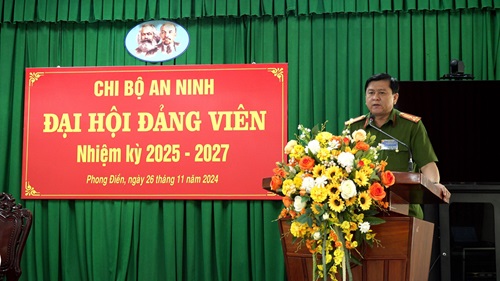 CHI BỘ AN NINH
ĐẠI HỘI ĐẢNG VIÊN
Nhiệm kỳ 2025 - 2027
Phong Điền, ngày 26 tháng 11 năm 2024